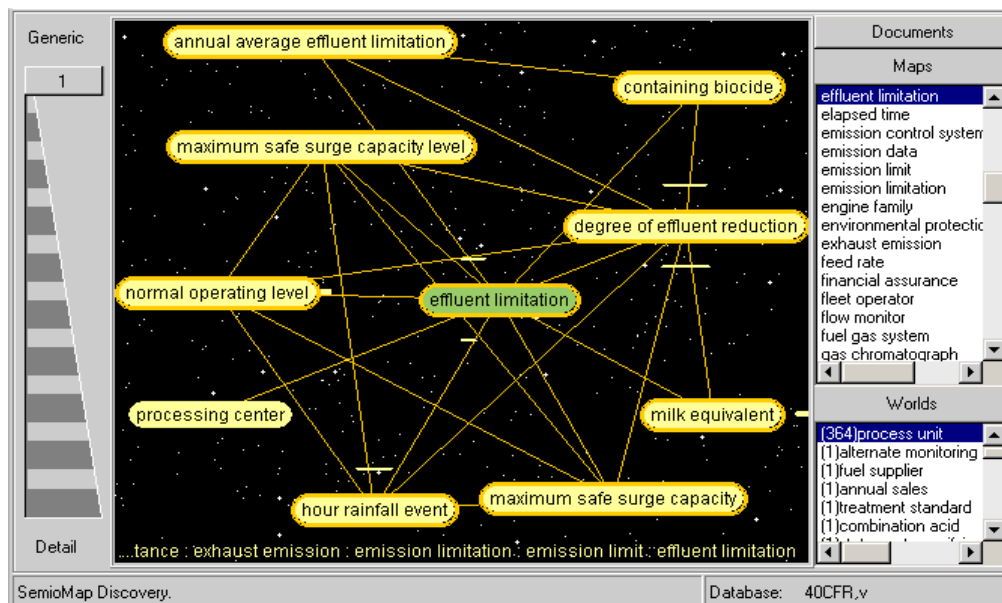 Generic
1
Detail
annual average effluent limitation
containing biocide
maximum safe surge capacity level
degree of effluent reduction
normal operating level
effluent limitation
processing center
milk equivalent
maximum safe surge capacity
hour rainfall event
....tance : exhaust emission : emission limitation : emission limit : effluent limitation
Documents
Maps
effluent limitation
elapsed time
emission control system
emission data
emission limit
emission limitation
engine family
environmental protectic
exhaust emission
feed rate
financial assurance
fleet operator
flow monitor
fuel gas system
gas chromatograph
Worlds
(364)process unit
(1)alternate monitoring
(1)fuel supplier
(1)annual sales
(1)treatment standard
(1)combination acid
SemioMap Discovery.
Database: 40CFR,v